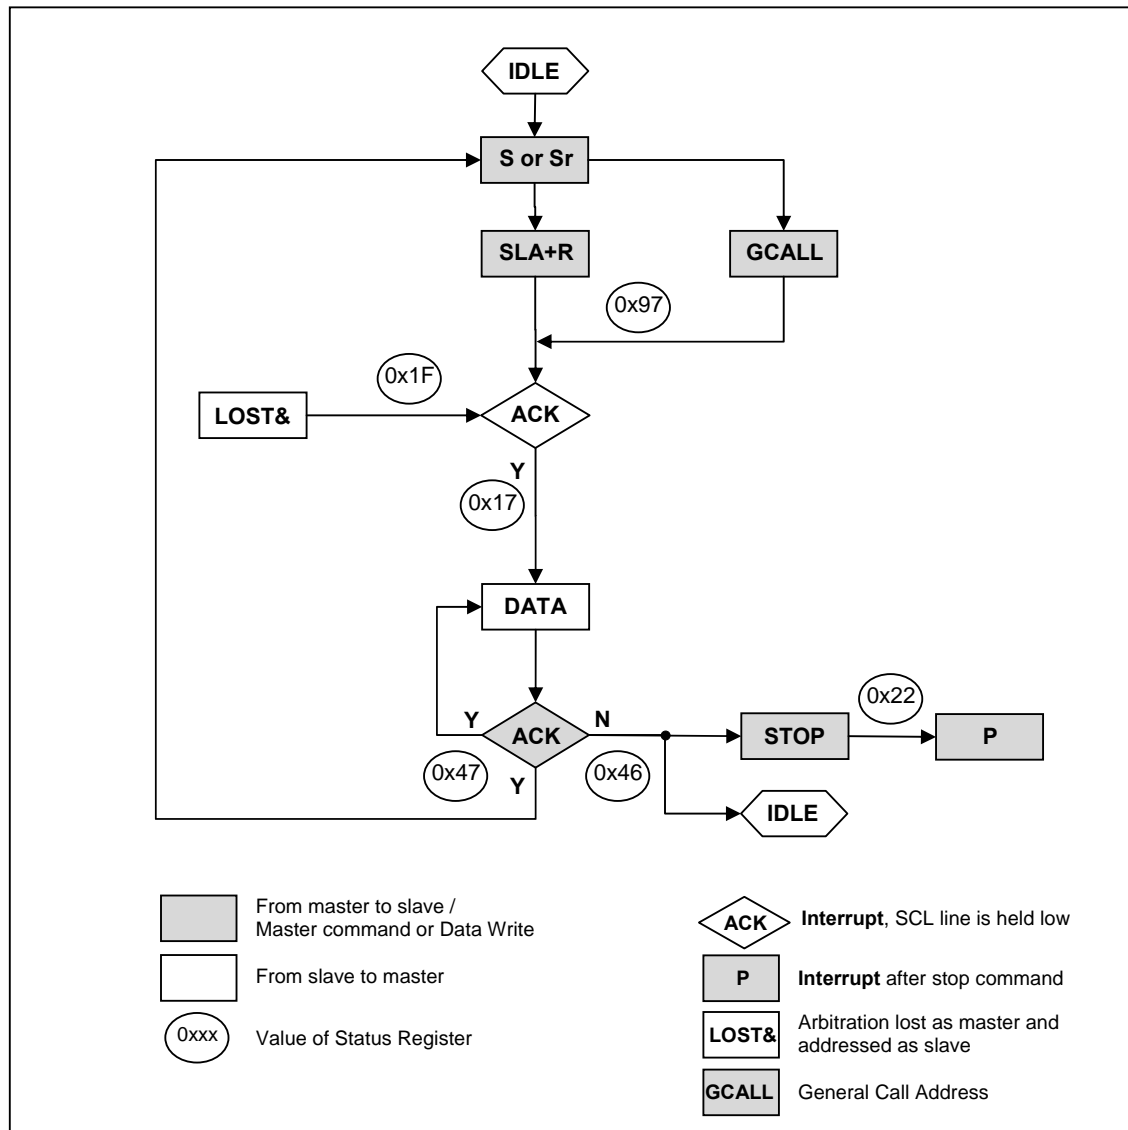 IDLE
S or Sr
SLA+R
GCALL
0x97
0x1F
LOST&
ACK
Y
0x17
DATA
Y
ACK
N
0x22
STOP
P
0x47
Y
0x46
IDLE
From master to slave /
Master command or Data Write
From slave to master
0xxx
Value of Status Register
ACK
Interrupt, SCL line is held low
P
Interrupt after stop command
LOST&
Arbitration lost as master and
addressed as slave
GCALL
General Call Address